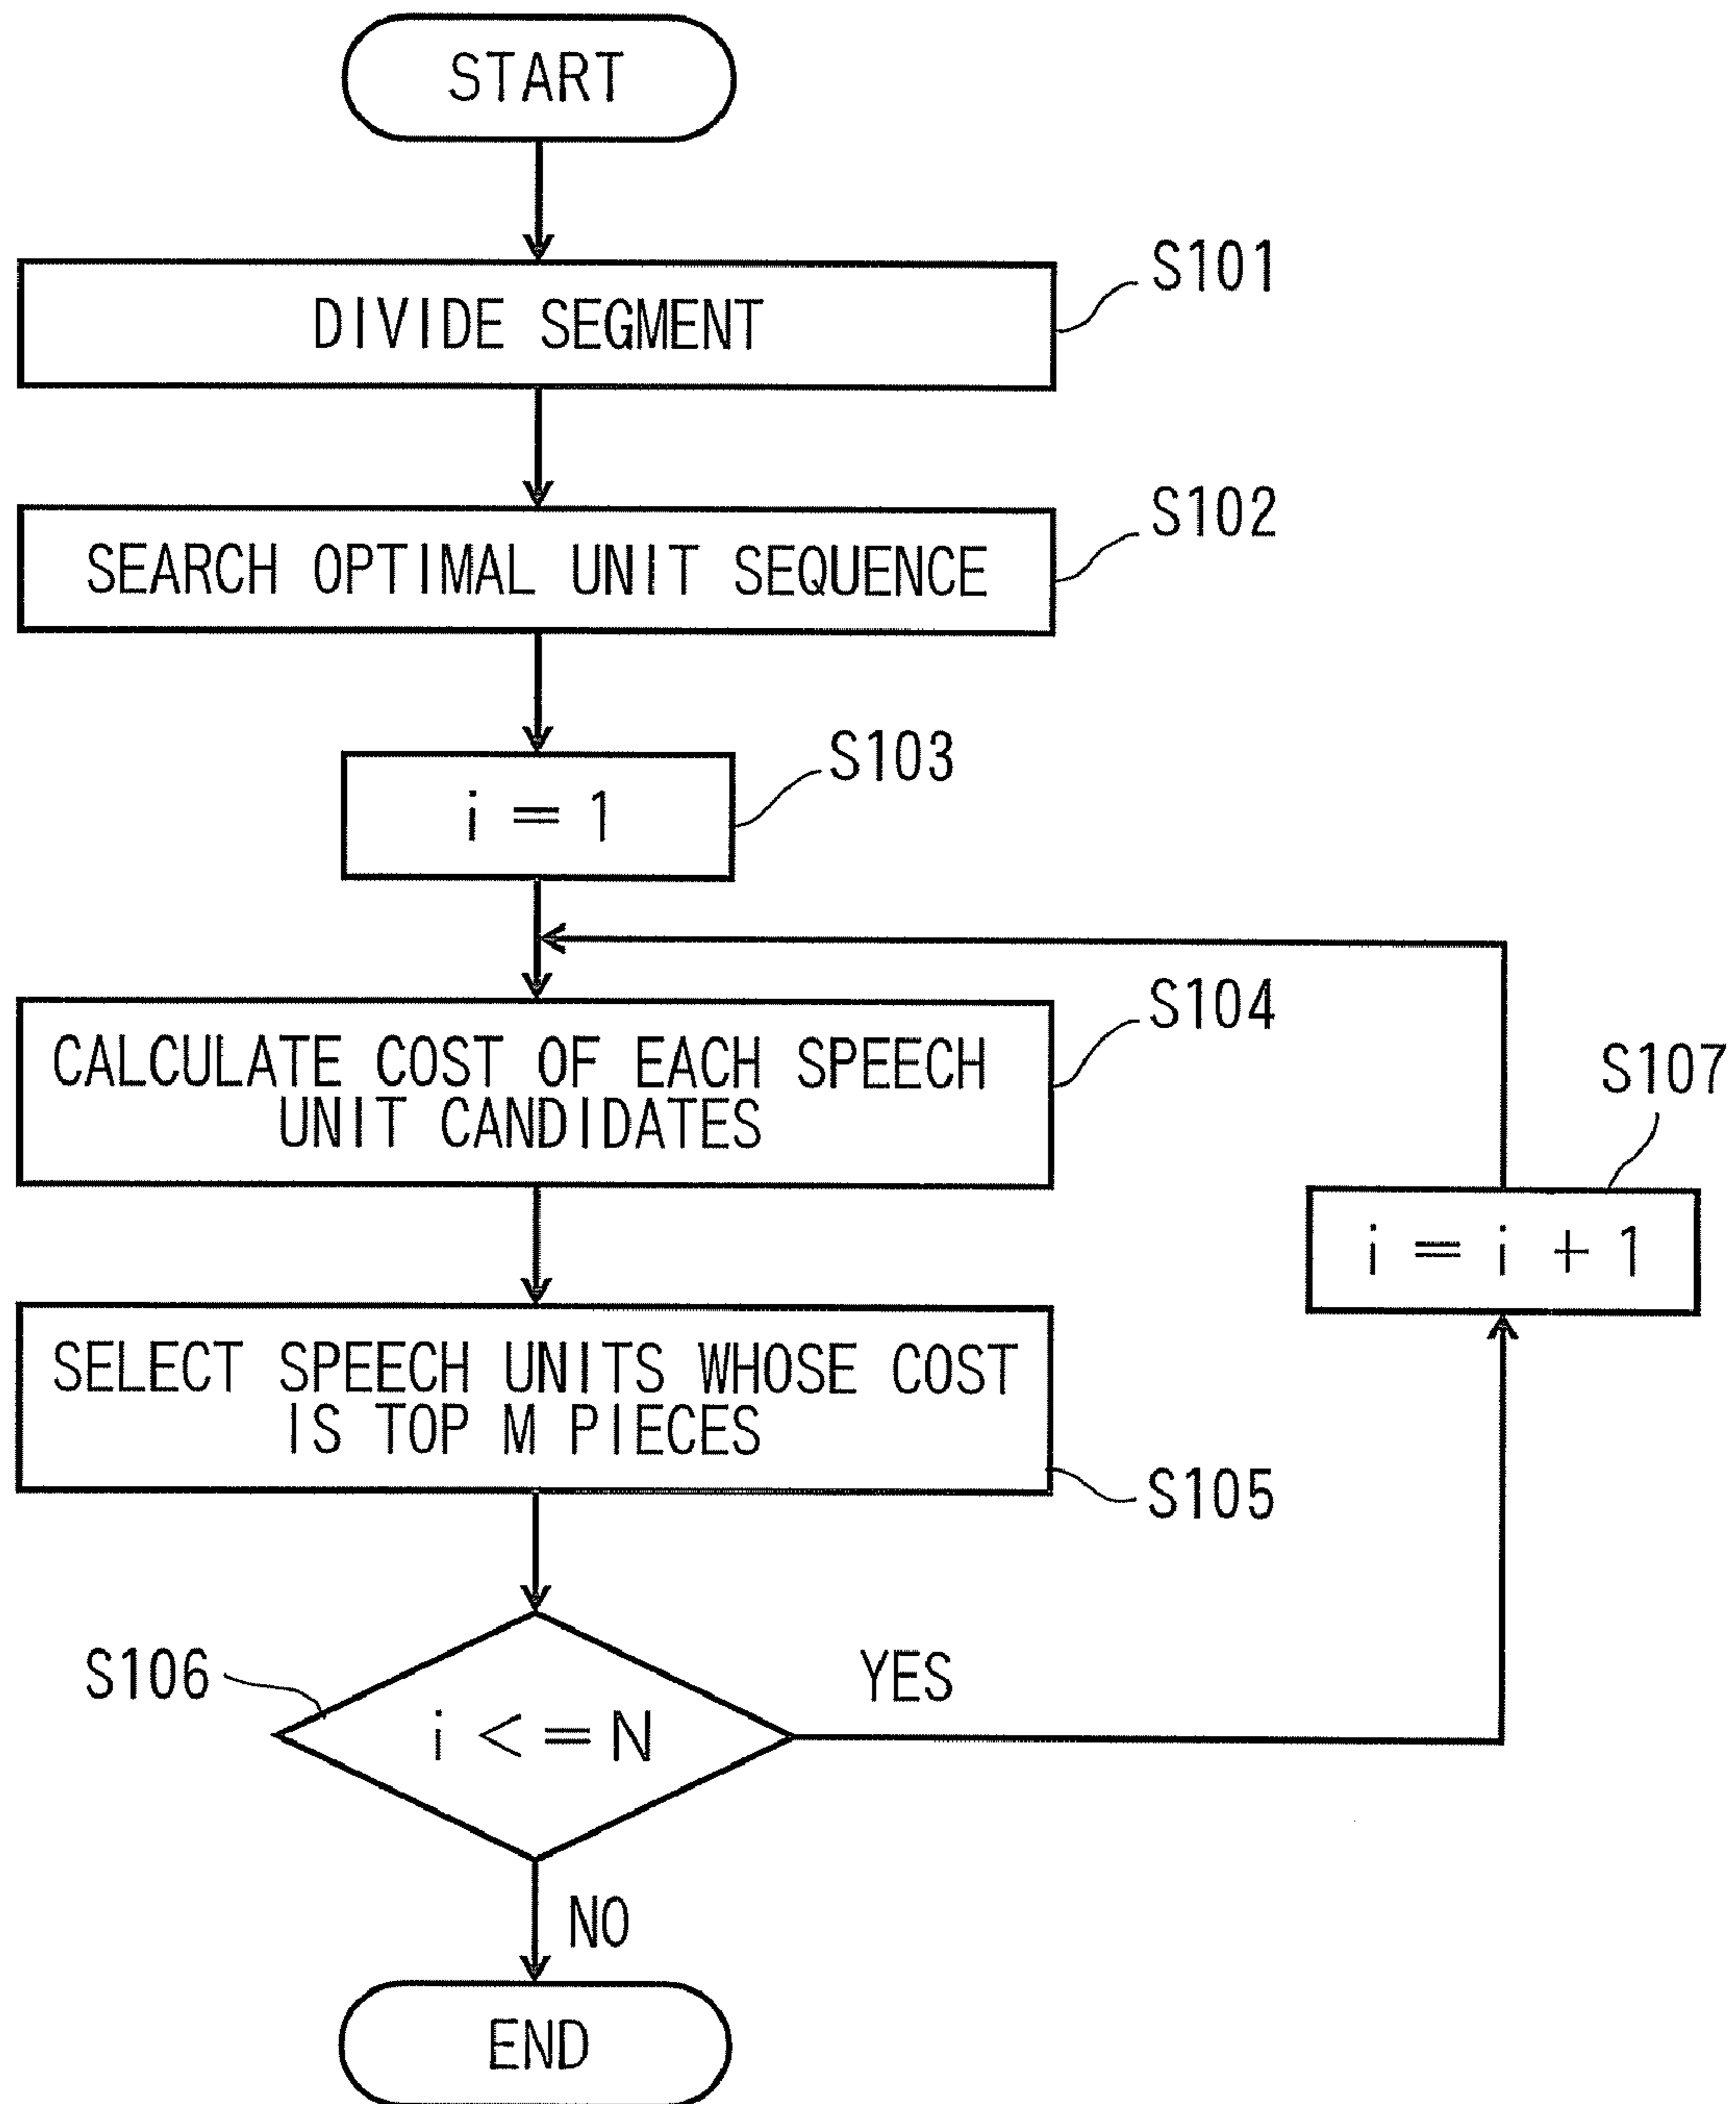 START
S101
DIVIDE SEGMENT
S102
SEARCH OPTIMAL UNIT SEQUENCE
S103
i = 1
S104
CALCULATE COST OF EACH SPEECH
UNIT CANDIDATES
S107
i = i + 1
SELECT SPEECH UNITS WHOSE COST
IS TOP M PIECES
S105
S106
YES
i <= N
NO
END